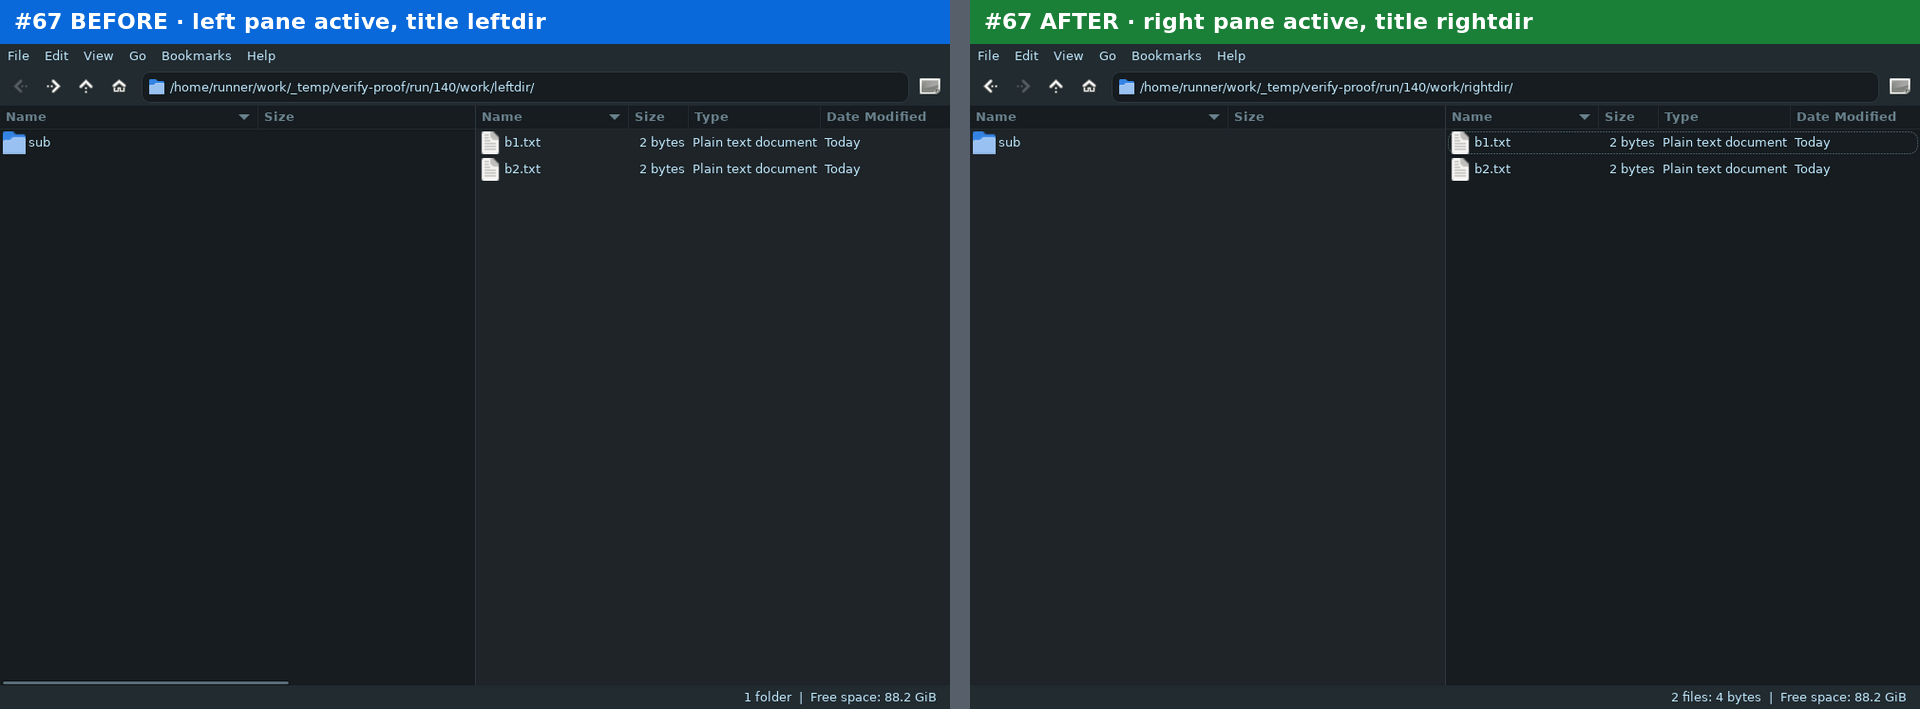 #67 BEFORE · left pane active, title leftdir
File Edit View Go Bookmarks Help
/home/runner/work/_temp/verify-proof/run/140/work/leftdir/
Name Size Name Size Type Date Modified
sub b1.txt 2 bytes Plain text document Today
b2.txt 2 bytes Plain text document Today
1 folder | Free space: 88.2 GiB
#67 AFTER · right pane active, title rightdir
File Edit View Go Bookmarks Help
/home/runner/work/_temp/verify-proof/run/140/work/rightdir/
Name Size Name Size Type Date Modified
sub b1.txt 2 bytes Plain text document Today
b2.txt 2 bytes Plain text document Today
2 files: 4 bytes | Free space: 88.2 GiB